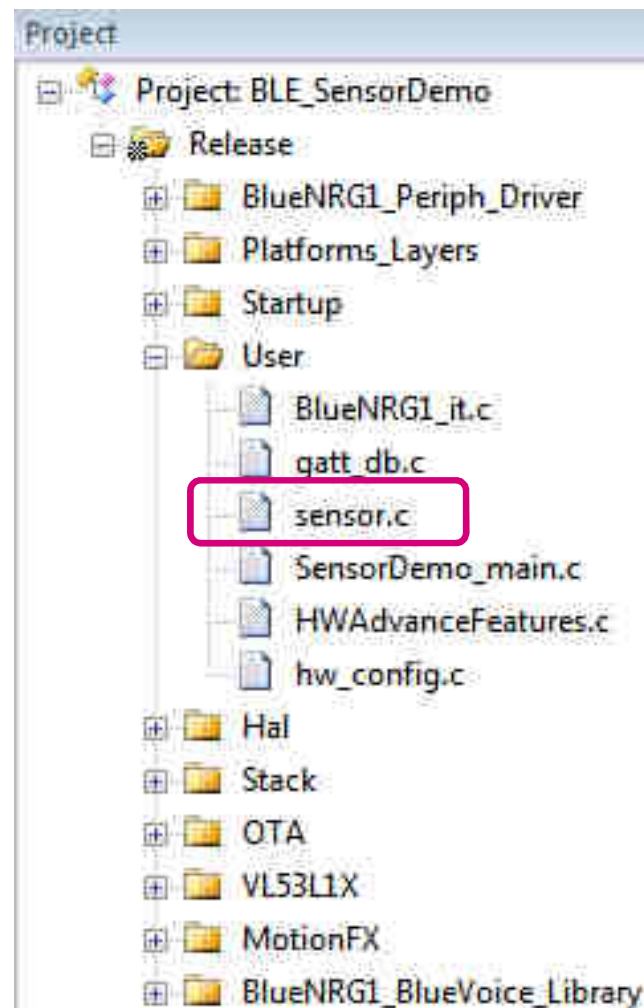 Project
Project: BLE_SensorDemo
Release
BlueNRG1_Periph_Driver
Platforms_Layers
Startup
User
BlueNRG1_it.c
gatt_db.c
sensor.c
SensorDemo_main.c
HWAdvanceFeatures.c
hw_config.c
Hal
Stack
OTA
VL53L1X
MotionFX
BlueNRG1_BlueVoice_Library